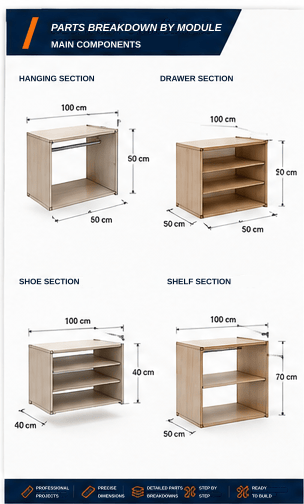 PARTS BREAKDOWN BY MODULE
MAIN COMPONENTS
HANGING SECTION
DRAWER SECTION
100 cm
50 cm
50 cm
100 cm
50 cm
50 cm
SHOE SECTION
SHELF SECTION
100 cm
40 cm
40 cm
100 cm
70 cm
50 cm
PROFESSIONAL
PROJECTS
PRECISE
DIMENSIONS
DETAILED PARTS
BREAKDOWNS
STEP BY
STEP
READY
TO BUILD